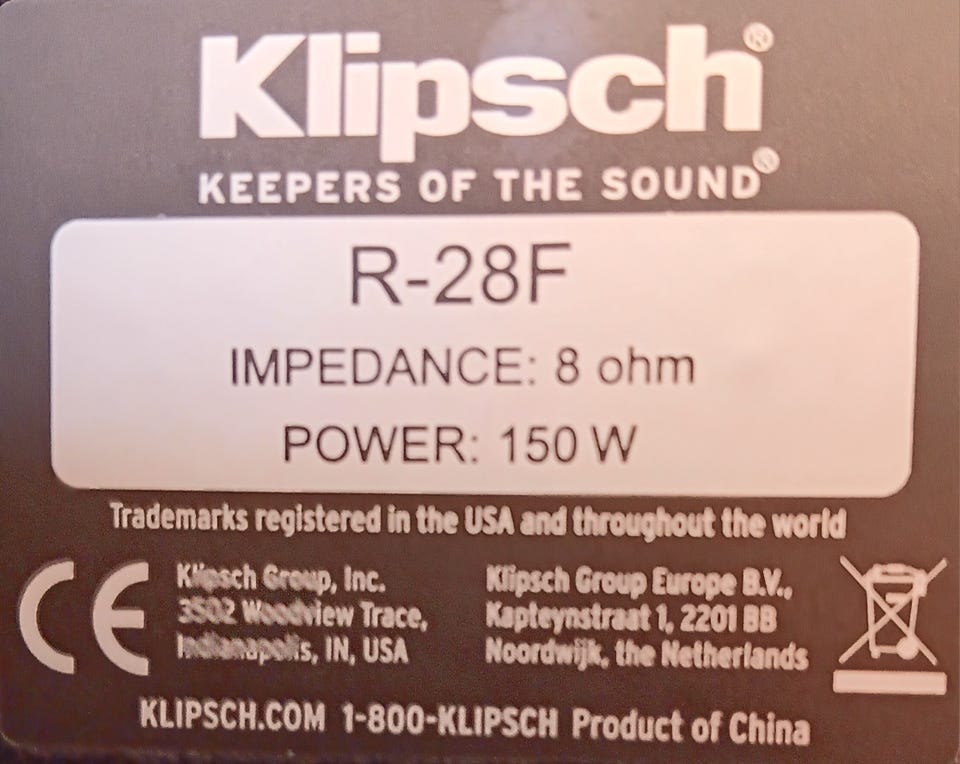 Klipsch®
KEEPERS OF THE SOUND®
R-28F
IMPEDANCE: 8 ohm
POWER: 150 W
Trademarks registered in the USA and throughout the world
CE
Klipsch Group, Inc.
3502 Woodview Trace,
Indianapolis, IN, USA
Klipsch Group Europe B.V.,
Kapteynstraat 1, 2201 BB
Noordwijk, the Netherlands
KLIPSCH.COM 1-800-KLIPSCH Product of China